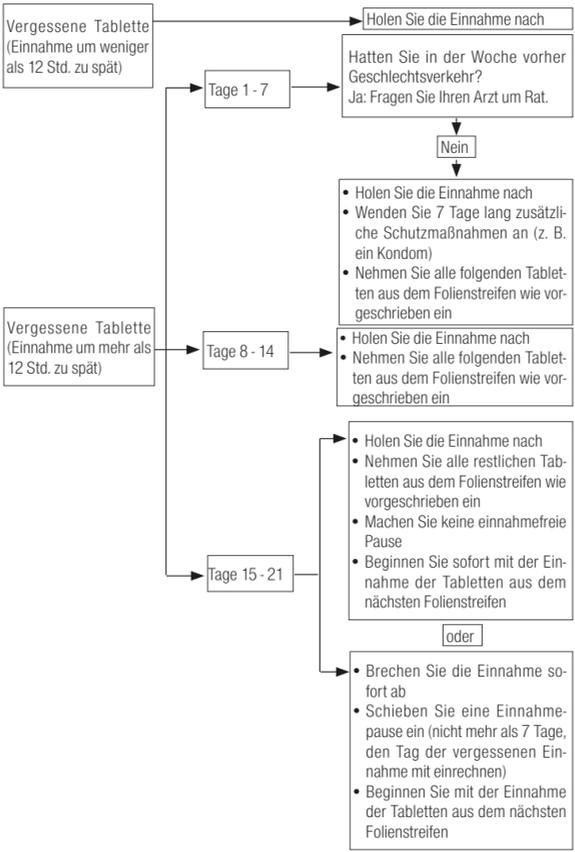 Vergessene Tablette
(Einnahme um weniger
als 12 Std. zu spät)
Holen Sie die Einnahme nach
Tage 1 - 7
Hatten Sie in der Woche vorher
Geschlechtsverkehr?
Ja: Fragen Sie Ihren Arzt um Rat.
Nein
• Holen Sie die Einnahme nach
• Wenden Sie 7 Tage lang zusätzli-
che Schutzmaßnahmen an (z. B.
ein Kondom)
• Nehmen Sie alle folgenden Tablet-
ten aus dem Folienstreifen wie vor-
geschrieben ein
Vergessene Tablette
(Einnahme um mehr als
12 Std. zu spät)
Tage 8 - 14
• Holen Sie die Einnahme nach
• Nehmen Sie alle folgenden Tablet-
ten aus dem Folienstreifen wie vor-
geschrieben ein
Tage 15 - 21
• Holen Sie die Einnahme nach
• Nehmen Sie alle restlichen Tab-
letten aus dem Folienstreifen wie
vorgeschrieben ein
• Machen Sie keine einnahmefreie
Pause
• Beginnen Sie sofort mit der Ein-
nahme der Tabletten aus dem
nächsten Folienstreifen
oder
• Brechen Sie die Einnahme so-
fort ab
• Schieben Sie eine Einnahme-
pause ein (nicht mehr als 7 Tage,
den Tag der vergessenen Ein-
nahme mit einrechnen)
• Beginnen Sie mit der Einnahme
der Tabletten aus dem nächsten
Folienstreifen